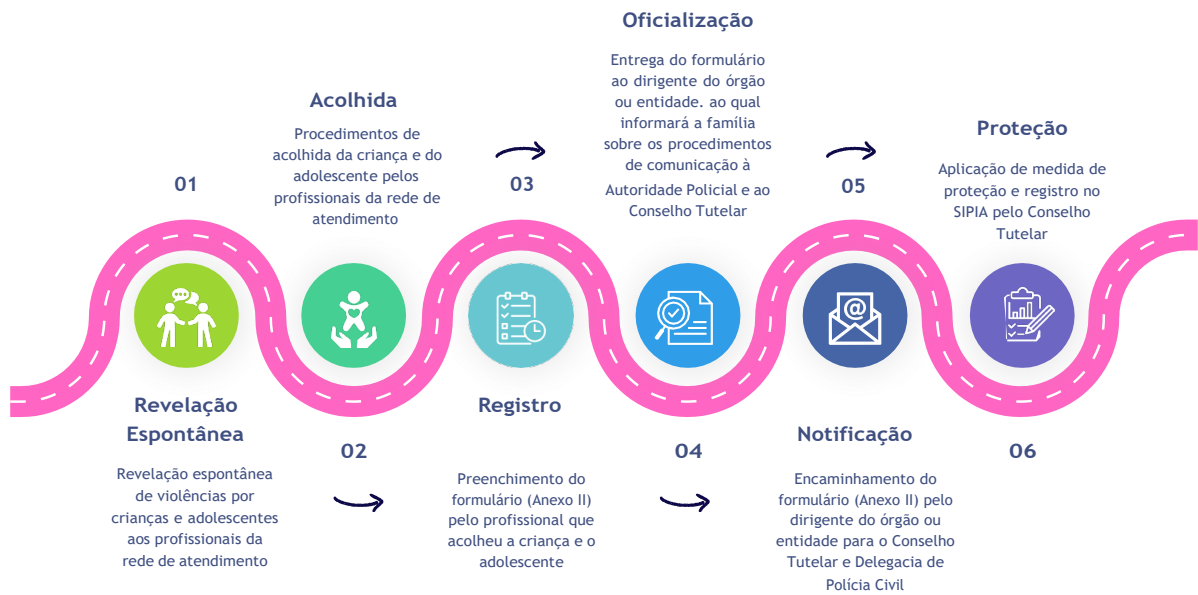 01
Revelação
Espontânea
Revelação espontânea
de violências por
crianças e adolescentes
aos profissionais da
rede de atendimento
Acolhida
Procedimentos de
acolhida da criança e do
adolescente pelos
profissionais da rede de
atendimento
02
03
Registro
Preenchimento do
formulário (Anexo II)
pelo profissional que
acolheu a criança e o
adolescente
Oficialização
Entrega do formulário
ao dirigente do órgão
ou entidade. ao qual
informará a família
sobre os procedimentos
de comunicação à
Autoridade Policial e ao
Conselho Tutelar
04
05
@
Notificação
Encaminhamento do
formulário (Anexo II) pelo
dirigente do órgão ou
entidade para o Conselho
Tutelar e Delegacia de
Polícia Civil
Proteção
Aplicação de medida de
proteção e registro no
SIPIA pelo Conselho
Tutelar
06